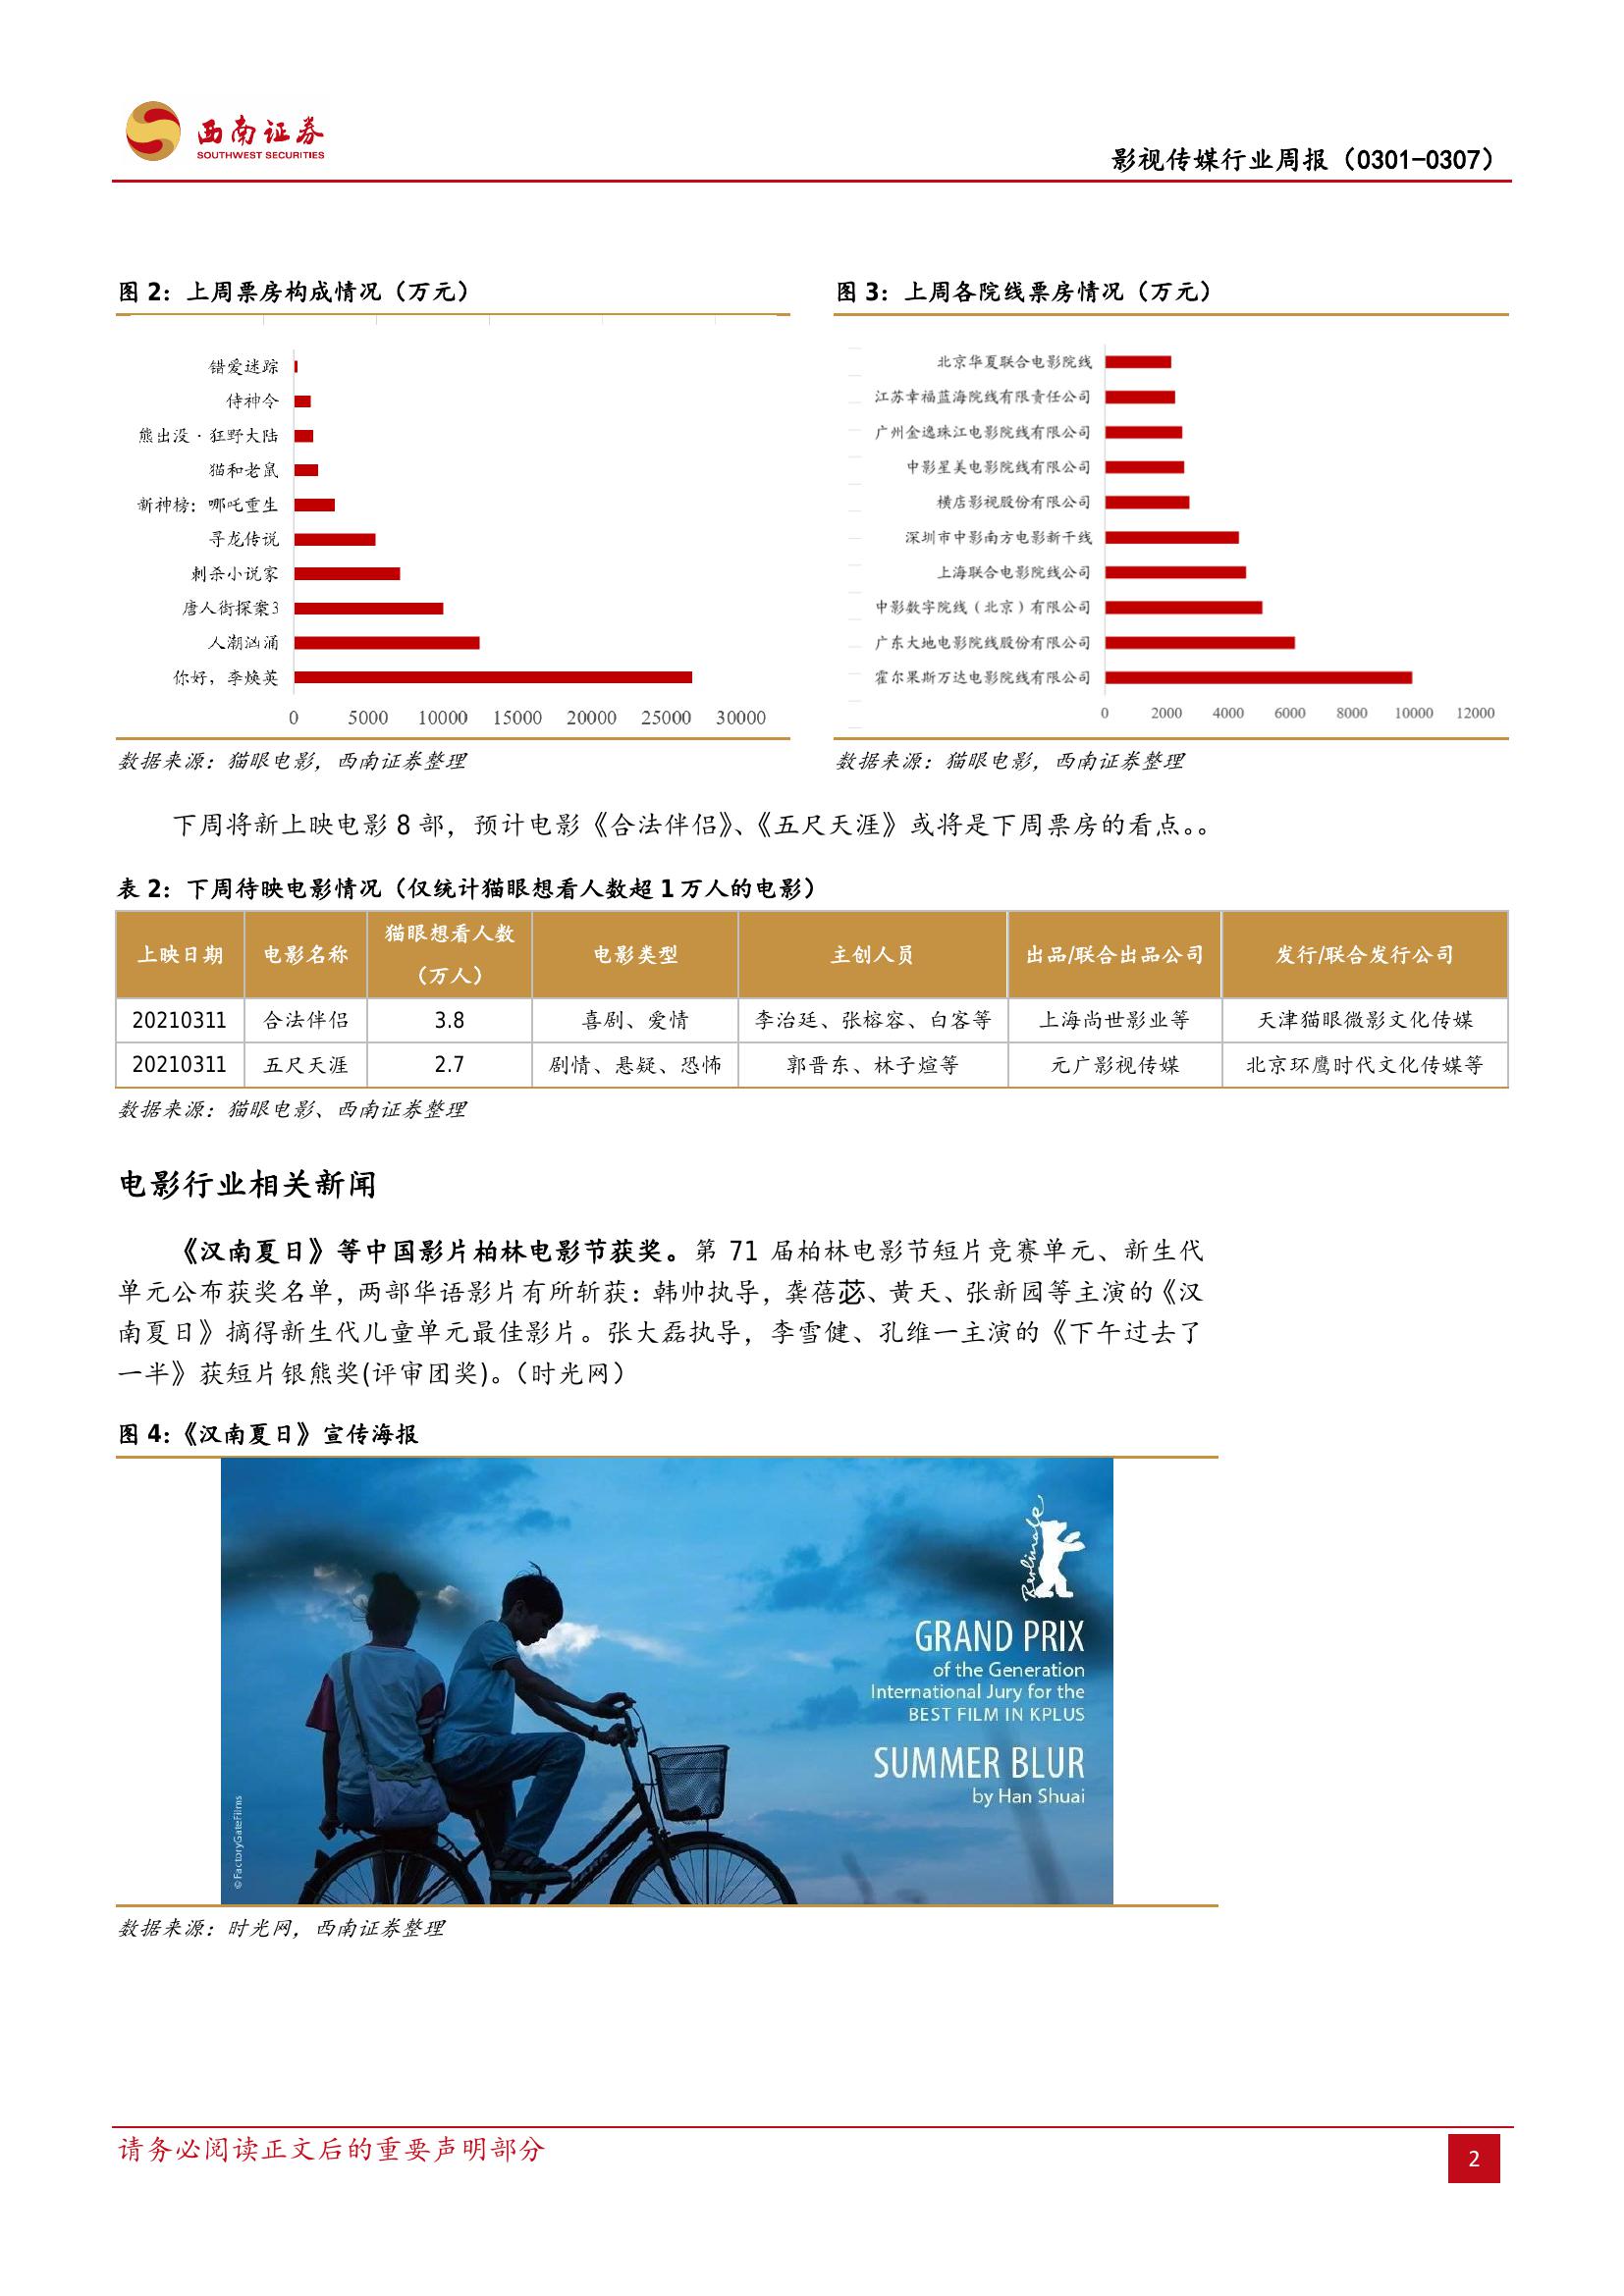 西南证券
SOUTHWEST SECURITIES
影视传媒行业周报（0301-0307）
图 2：上周票房构成情况（万元）
错爱迷踪
侍神令
熊出没·狂野大陆
猫和老鼠
新神榜：哪吒重生
寻龙传说
刺杀小说家
唐人街探案3
人潮汹涌
你好，李焕英
0 5000 10000 15000 20000 25000 30000
数据来源：猫眼电影，西南证券整理
图 3：上周各院线票房情况（万元）
北京华夏联合电影院线
江苏幸福蓝海院线有限责任公司
广州金逸珠江电影院线有限公司
中影星美电影院线有限公司
横店影视股份有限公司
深圳市中影南方电影新干线
上海联合电影院线公司
中影数字院线（北京）有限公司
广东大地电影院线股份有限公司
霍尔果斯万达电影院线有限公司
0 2000 4000 6000 8000 10000 12000
数据来源：猫眼电影，西南证券整理
下周将新上映电影 8 部，预计电影《合法伴侣》、《五尺天涯》或将是下周票房的看点。。
表 2：下周待映电影情况（仅统计猫眼想看人数超 1 万人的电影）
上映日期 电影名称 猫眼想看人数（万人） 电影类型 主创人员 出品/联合出品公司 发行/联合发行公司
20210311 合法伴侣 3.8 喜剧、爱情 李治廷、张榕容、白客等 上海尚世影业等 天津猫眼微影文化传媒
20210311 五尺天涯 2.7 剧情、悬疑、恐怖 郭晋东、林子煊等 元广影视传媒 北京环鹰时代文化传媒等
数据来源：猫眼电影、西南证券整理
电影行业相关新闻
《汉南夏日》等中国影片柏林电影节获奖。第 71 届柏林电影节短片竞赛单元、新生代
单元公布获奖名单，两部华语影片有所斩获：韩帅执导，龚蓓苾、黄天、张新园等主演的《汉
南夏日》摘得新生代儿童单元最佳影片。张大磊执导，李雪健、孔维一主演的《下午过去了
一半》获短片银熊奖(评审团奖)。（时光网）
图 4：《汉南夏日》宣传海报
Berlinale
GRAND PRIX
of the Generation
International Jury for the
BEST FILM IN KPLUS
SUMMER BLUR
by Han Shuai
© FactoryGateFilms
数据来源：时光网，西南证券整理
请务必阅读正文后的重要声明部分
2